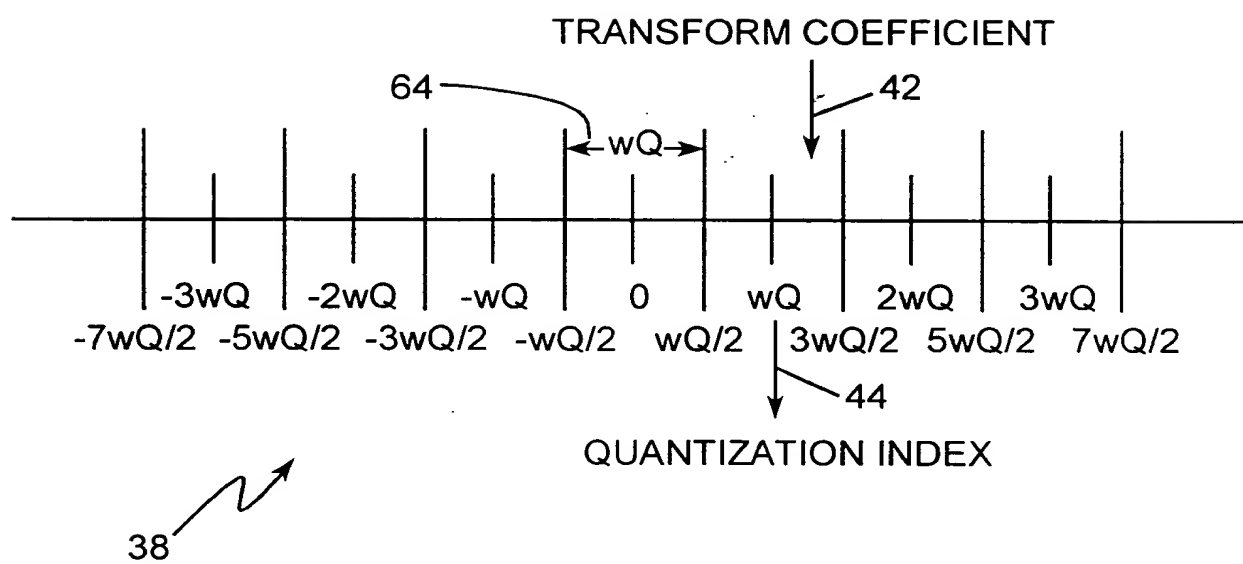 TRANSFORM COEFFICIENT
64
42
wQ
-3wQ -2wQ -wQ 0 wQ 2wQ 3wQ
-7wQ/2 -5wQ/2 -3wQ/2 -wQ/2 wQ/2 3wQ/2 5wQ/2 7wQ/2
44
QUANTIZATION INDEX
38